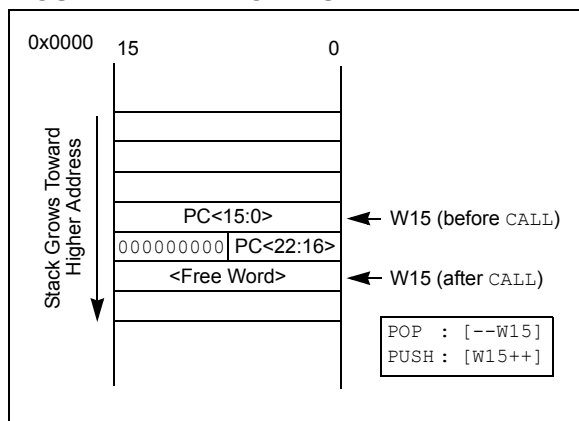 0x0000
15 0
Stack Grows Toward
Higher Address
PC<15:0>
W15 (before CALL)
000000000 PC<22:16>
<Free Word>
W15 (after CALL)
POP : [--W15]
PUSH : [W15++]